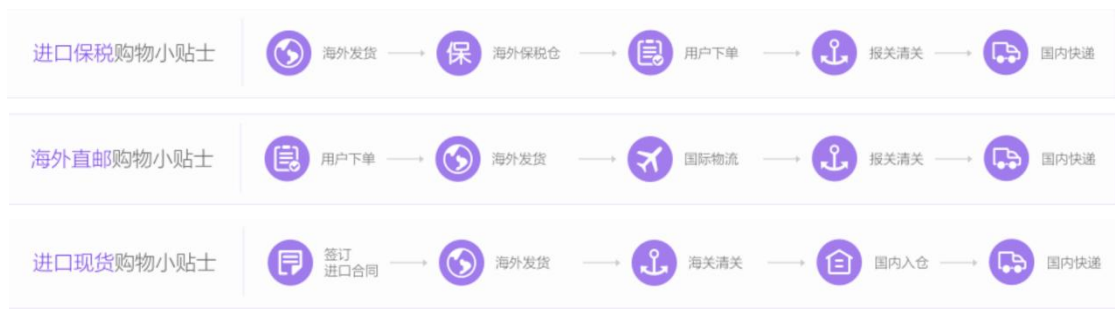 进口保税购物小贴士 海外发货 保 海外保税仓 用户下单 报关清关 国内快递
海外直邮购物小贴士 用户下单 海外发货 国际物流 报关清关 国内快递
进口现货购物小贴士 签订
进口合同 海外发货 海关清关 国内入仓 国内快递